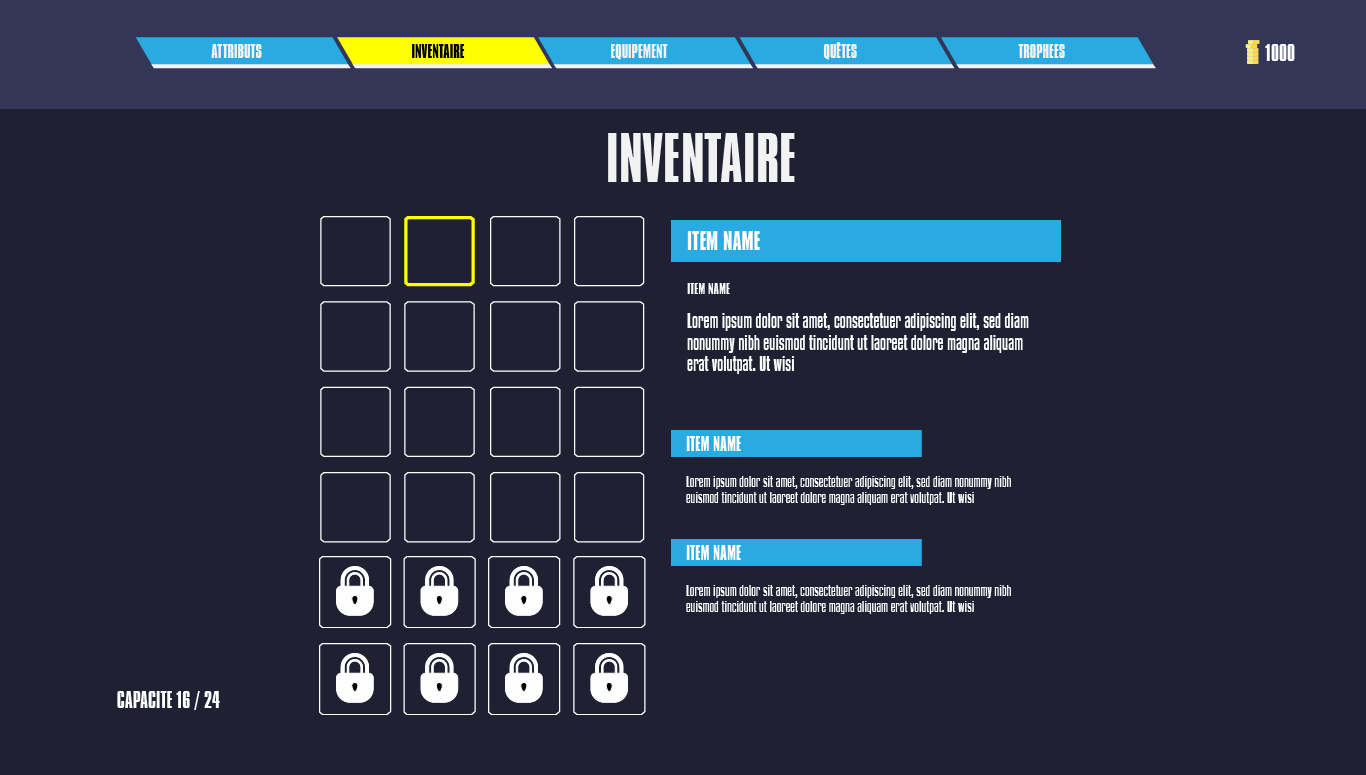 ATTRIBUTS
INVENTAIRE
EQUIPEMENT
QUÊTES
TROPHEES
1000
INVENTAIRE
ITEM NAME
ITEM NAME
Lorem ipsum dolor sit amet, consectetuer adipiscing elit, sed diam
nonummy nibh euismod tincidunt ut laoreet dolore magna aliquam
erat volutpat. Ut wisi
ITEM NAME
Lorem ipsum dolor sit amet, consectetuer adipiscing elit, sed diam nonummy nibh
euismod tincidunt ut laoreet dolore magna aliquam erat volutpat. Ut wisi
ITEM NAME
Lorem ipsum dolor sit amet, consectetuer adipiscing elit, sed diam nonummy nibh
euismod tincidunt ut laoreet dolore magna aliquam erat volutpat. Ut wisi
CAPACITE 16 / 24